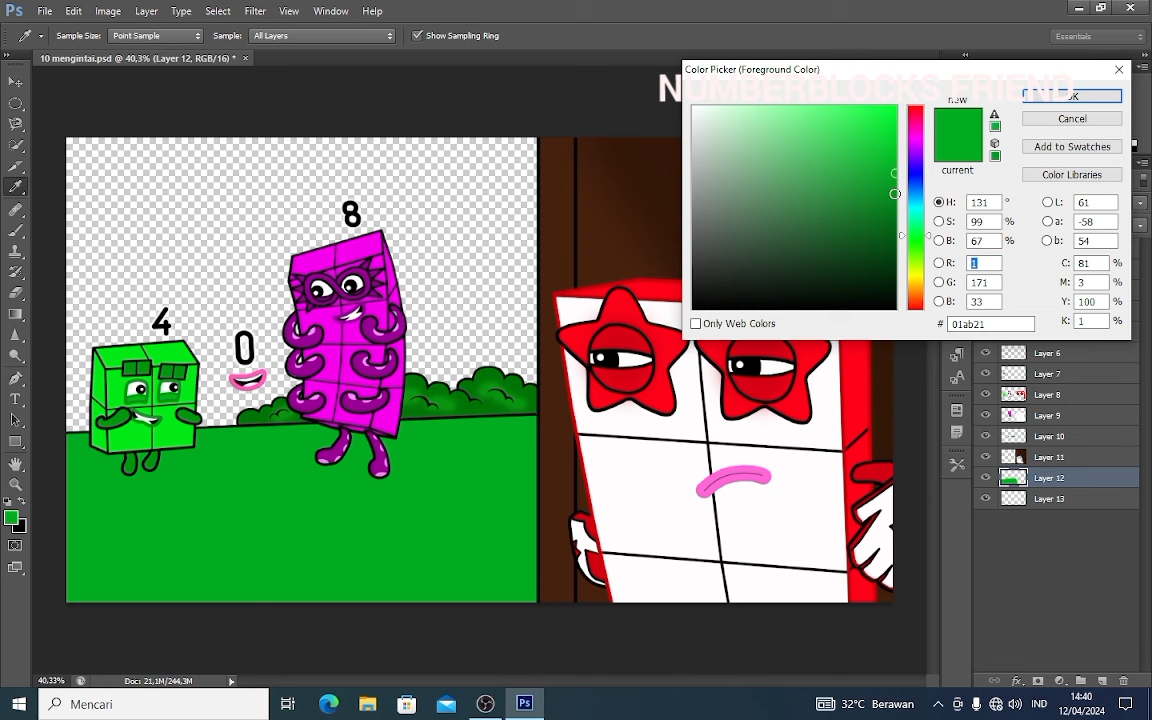 Ps File Edit Image Layer Type Select Filter View Window Help
Sample Size: Point Sample Sample: All Layers Show Sampling Ring Essentials
10 mengintai.psd @ 40,3% (Layer 12, RGB/16) * ×
Color Picker (Foreground Color)
NUMBERBLOCKS FRIEND
new
OK
Cancel
Add to Swatches
current
Color Libraries
H: 131 ° L: 61
S: 99 % a: -58
B: 67 % b: 54
R: 1 C: 81 %
G: 171 M: 3 %
B: 33 Y: 100 %
# 01ab21 K: 1 %
Only Web Colors
8
4
0
Layer 6
Layer 7
Layer 8
Layer 9
Layer 10
Layer 11
Layer 12
Layer 13
40,33% Doc: 21,1M/244,3M
Mencari
Ps
32°C Berawan
IND
14:40
12/04/2024